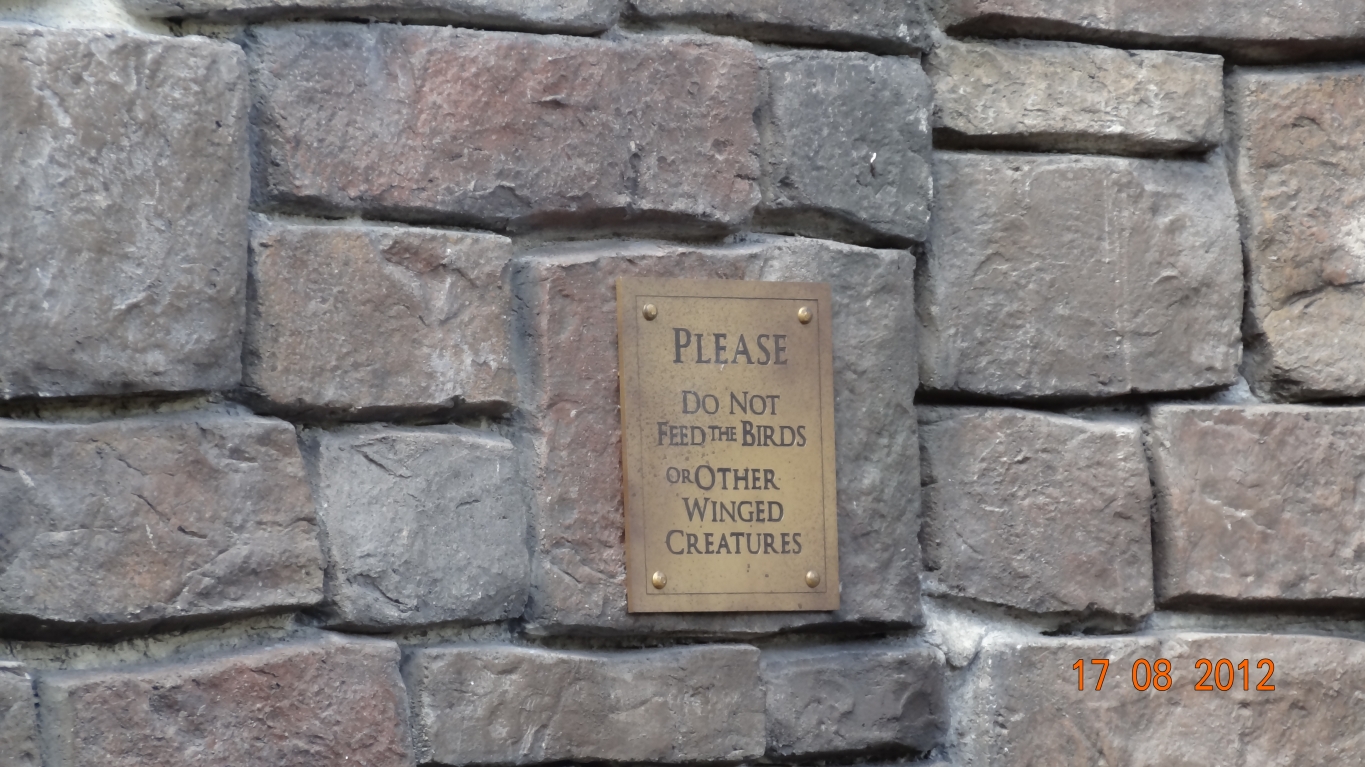 PLEASE
DO NOT
FEED THE BIRDS
OR OTHER
WINGED
CREATURES
17 08 2012